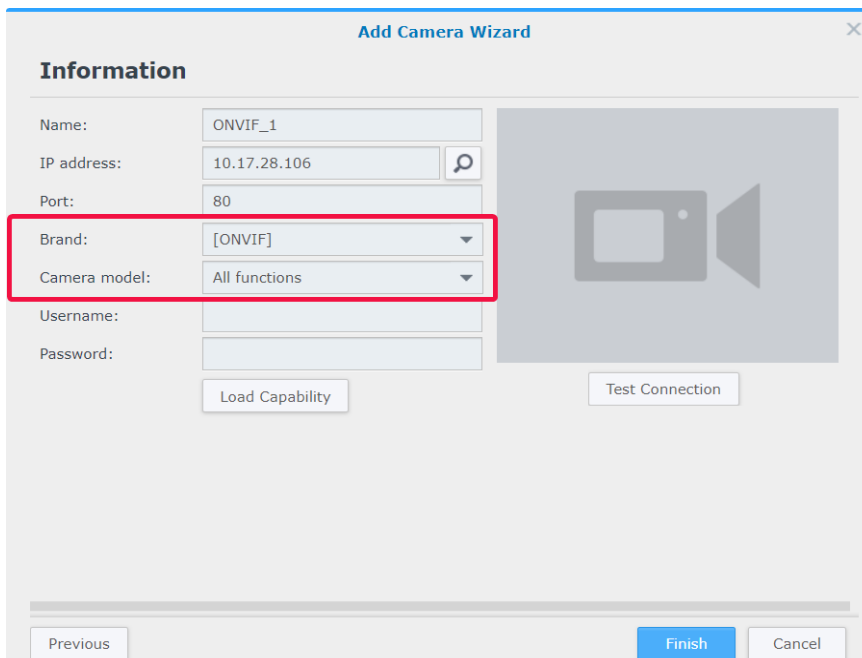 Add Camera Wizard
Information
Name: ONVIF_1
IP address: 10.17.28.106
Port: 80
Brand: [ONVIF]
Camera model: All functions
Username:
Password:
Load Capability
Test Connection
Previous Finish Cancel